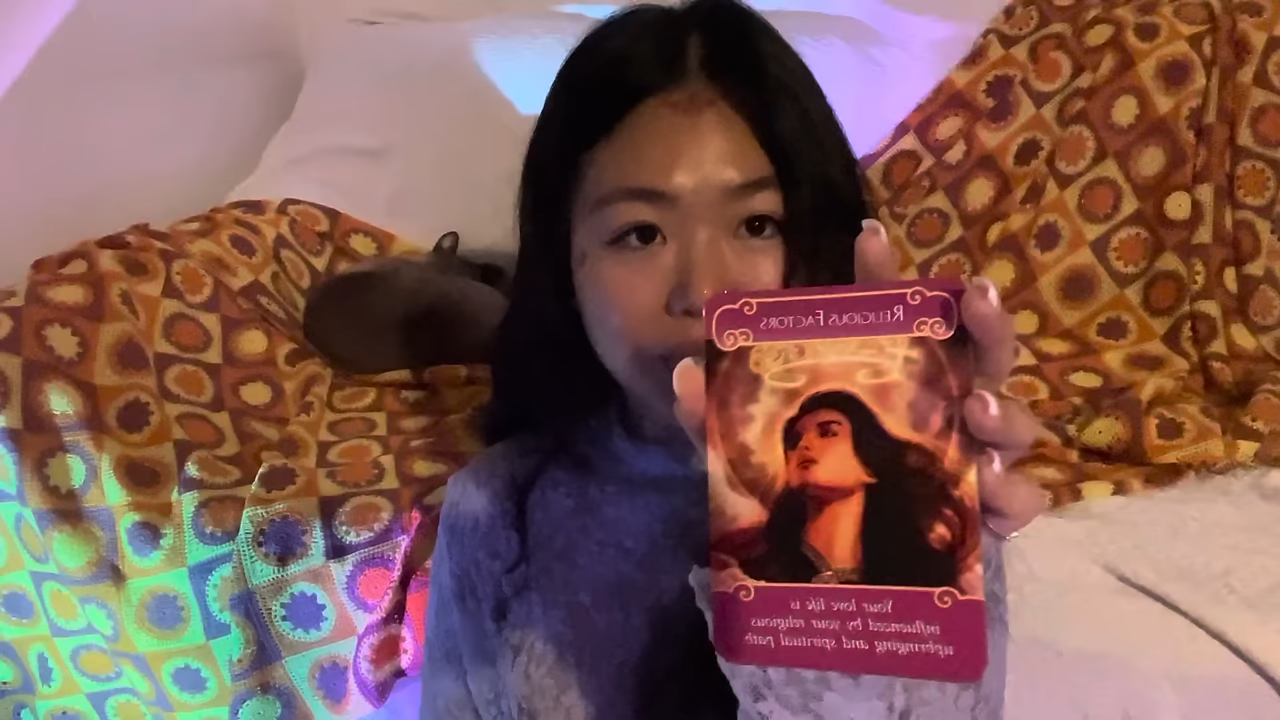 RELIGIOUS FACTORS
Your love life is
influenced by your religious
upbringing and spiritual path